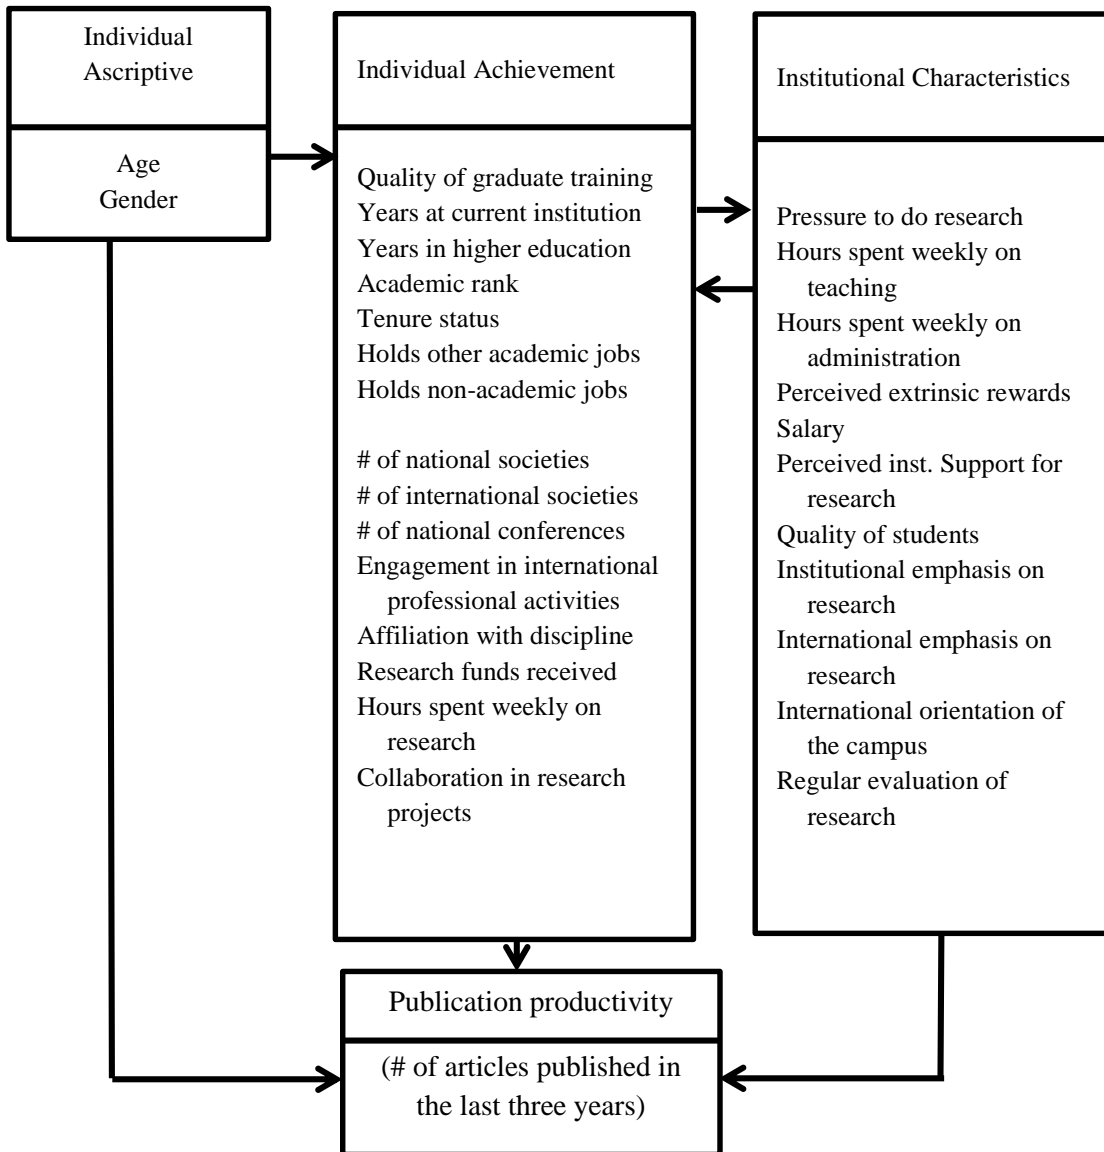 Individual
Ascriptive
Age
Gender
Individual Achievement
Quality of graduate training
Years at current institution
Years in higher education
Academic rank
Tenure status
Holds other academic jobs
Holds non-academic jobs
# of national societies
# of international societies
# of national conferences
Engagement in international
professional activities
Affiliation with discipline
Research funds received
Hours spent weekly on
research
Collaboration in research
projects
Institutional Characteristics
Pressure to do research
Hours spent weekly on
teaching
Hours spent weekly on
administration
Perceived extrinsic rewards
Salary
Perceived inst. Support for
research
Quality of students
Institutional emphasis on
research
International emphasis on
research
International orientation of
the campus
Regular evaluation of
research
Publication productivity
(# of articles published in
the last three years)